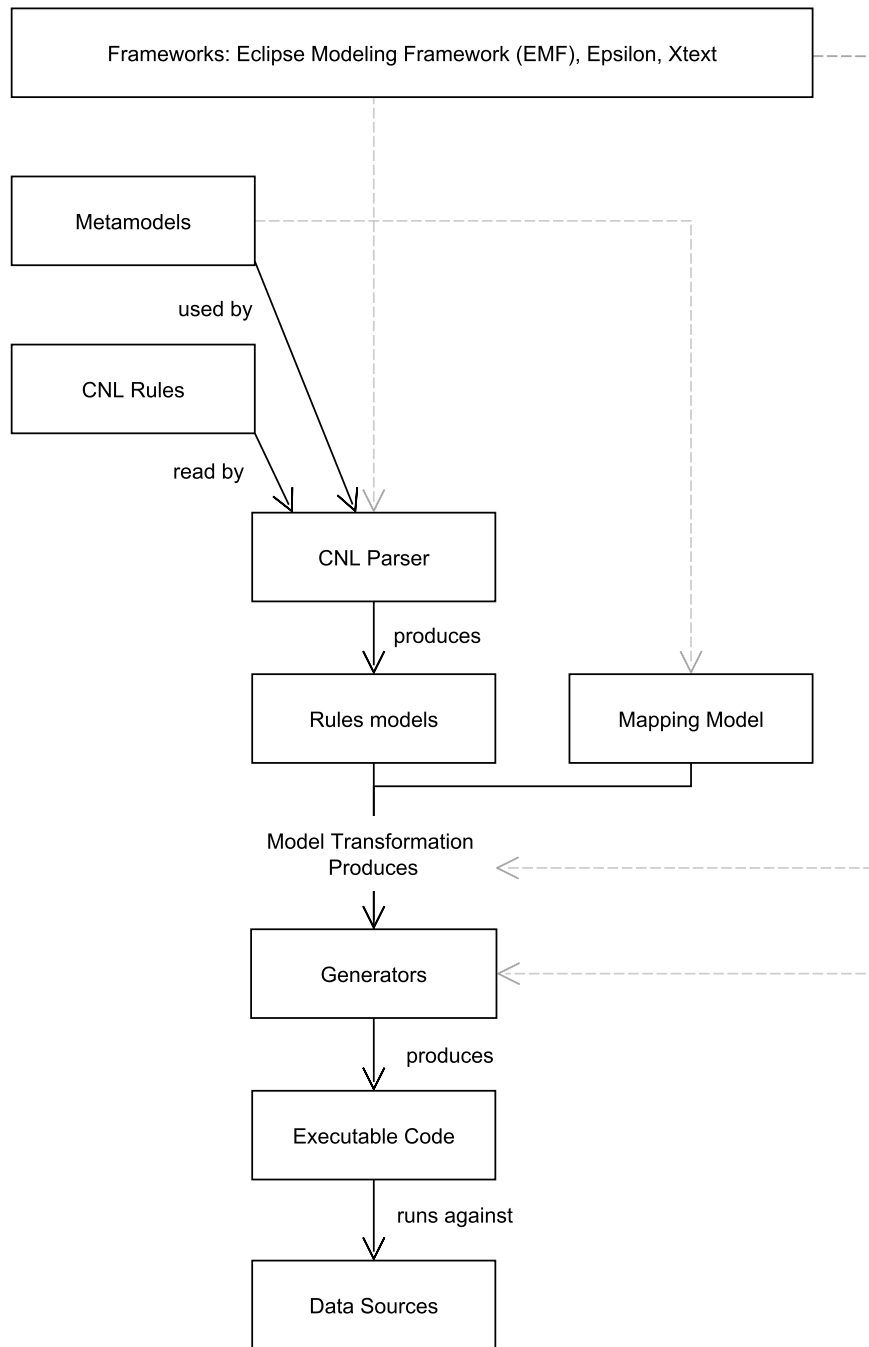 Frameworks: Eclipse Modeling Framework (EMF), Epsilon, Xtext
Metamodels
used by
CNL Rules
read by
CNL Parser
produces
Rules models
Mapping Model
Model Transformation
Produces
Generators
produces
Executable Code
runs against
Data Sources